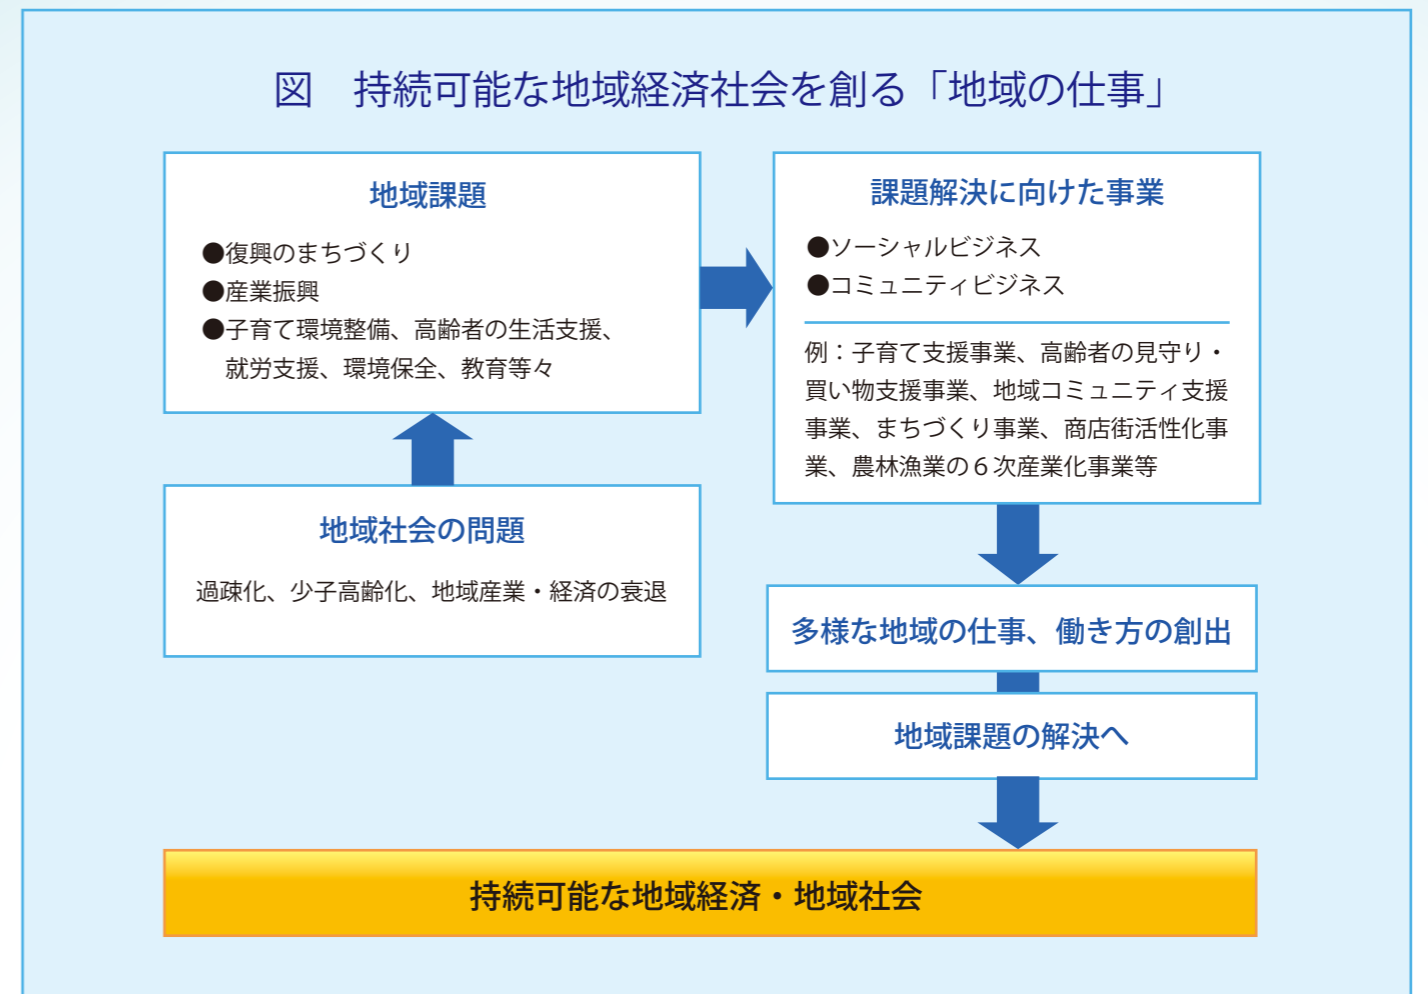 図　持続可能な地域経済社会を創る「地域の仕事」
地域課題
●復興のまちづくり
●産業振興
●子育て環境整備、高齢者の生活支援、
就労支援、環境保全、教育等々
地域社会の問題
過疎化、少子高齢化、地域産業・経済の衰退
課題解決に向けた事業
●ソーシャルビジネス
●コミュニティビジネス
例：子育て支援事業、高齢者の見守り・
買い物支援事業、地域コミュニティ支援
事業、まちづくり事業、商店街活性化事
業、農林漁業の６次産業化事業等
多様な地域の仕事、働き方の創出
地域課題の解決へ
持続可能な地域経済・地域社会